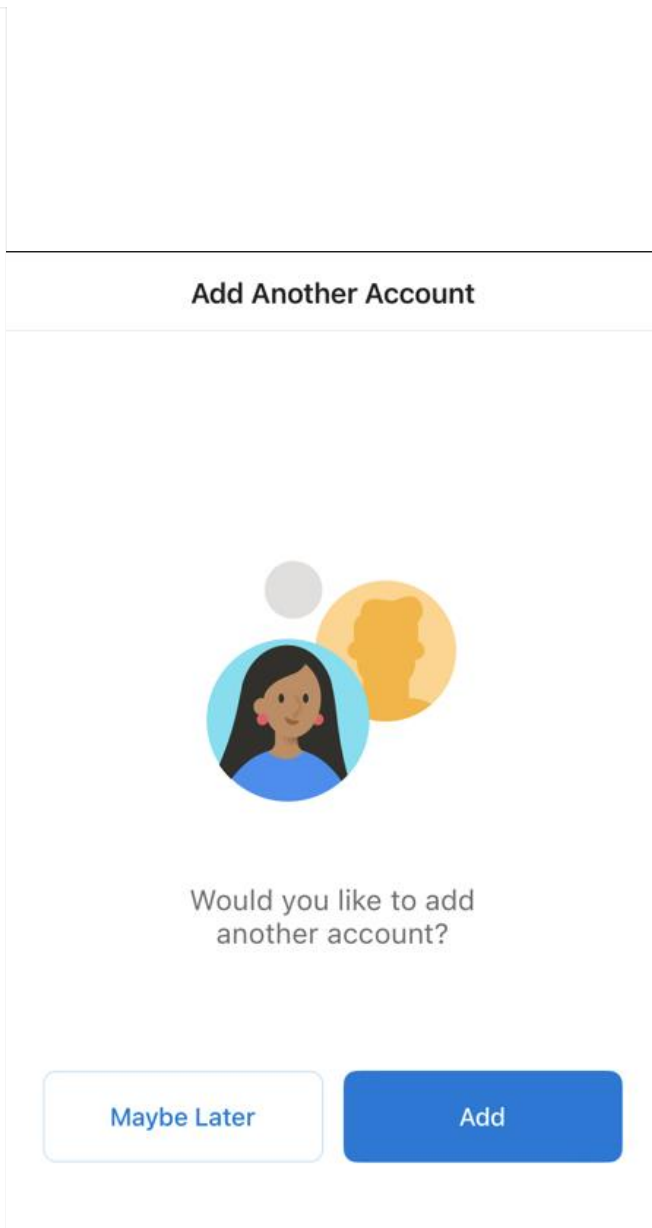 Add Another Account
Would you like to add
another account?
Maybe Later
Add